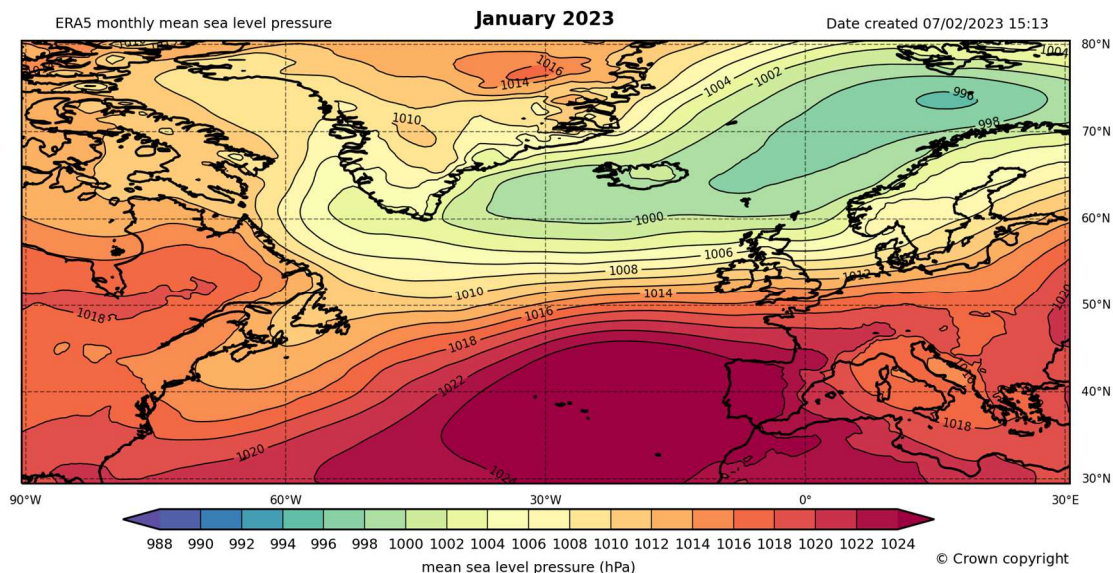 ERA5 monthly mean sea level pressure
January 2023
Date created 07/02/2023 15:13
80°N
70°N
60°N
50°N
40°N
30°N
1016
1014
1010
1004
1002
1004
996
998
1000
1006
1008
1010
1012
1014
1016
1018
1018
1020
1022
1018
1020
1024
90°W
60°W
30°W
0°
30°E
988 990 992 994 996 998 1000 1002 1004 1006 1008 1010 1012 1014 1016 1018 1020 1022 1024
mean sea level pressure (hPa)
© Crown copyright